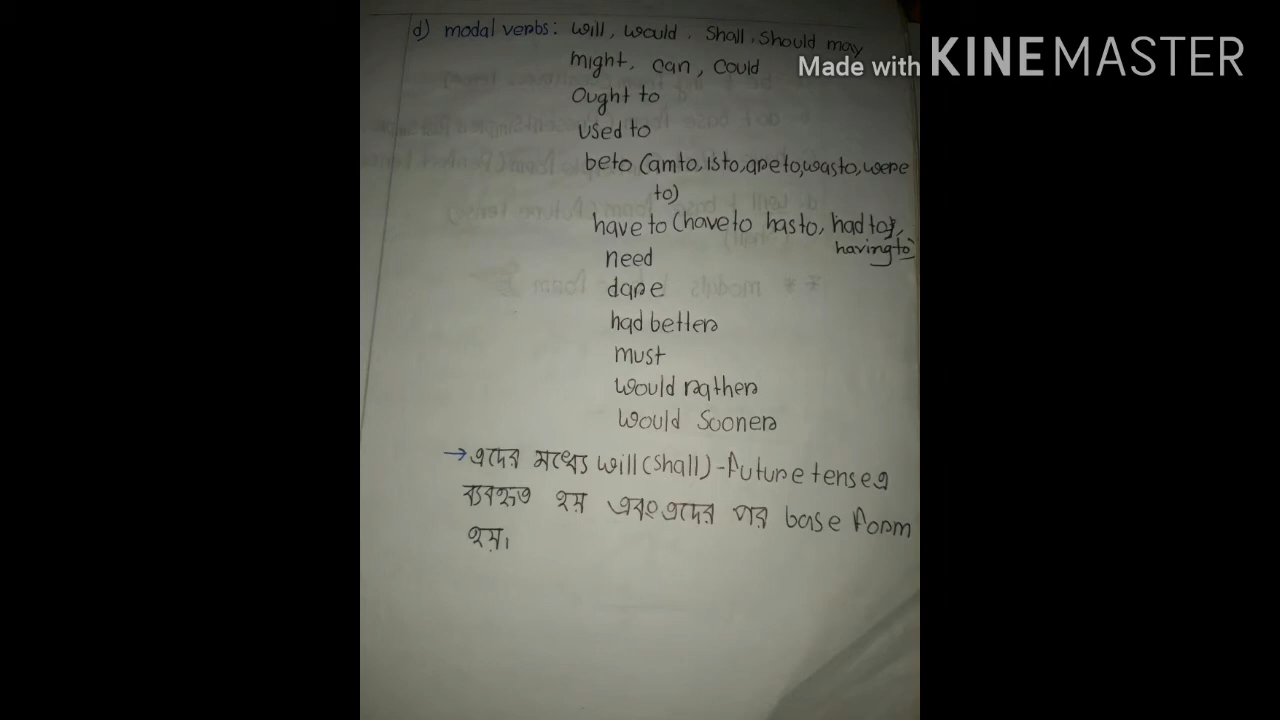 d) modal verbs: will, would. Shall, Should may
might, can, could
Made with KINEMASTER
Ought to
used to
beto (amto, isto, areto, wasto, were
to)
have to (have to hasto, had to,
having to)
need
dare
had better
must
would rather
would Sooner
→ এদের মধ্যে will (shall) - future tense এ
ব্যবহৃত হয় এবং এদের পর base form
হয়।